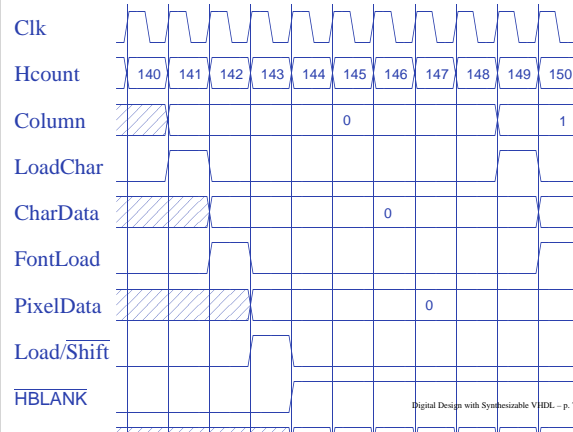 Clk
Hcount 140 141 142 143 144 145 146 147 148 149 150
Column 0 1
LoadChar
CharData 0
FontLoad
PixelData 0
Load/Shift
HBLANK
Digital Design with Synthesizable VHDL – p.